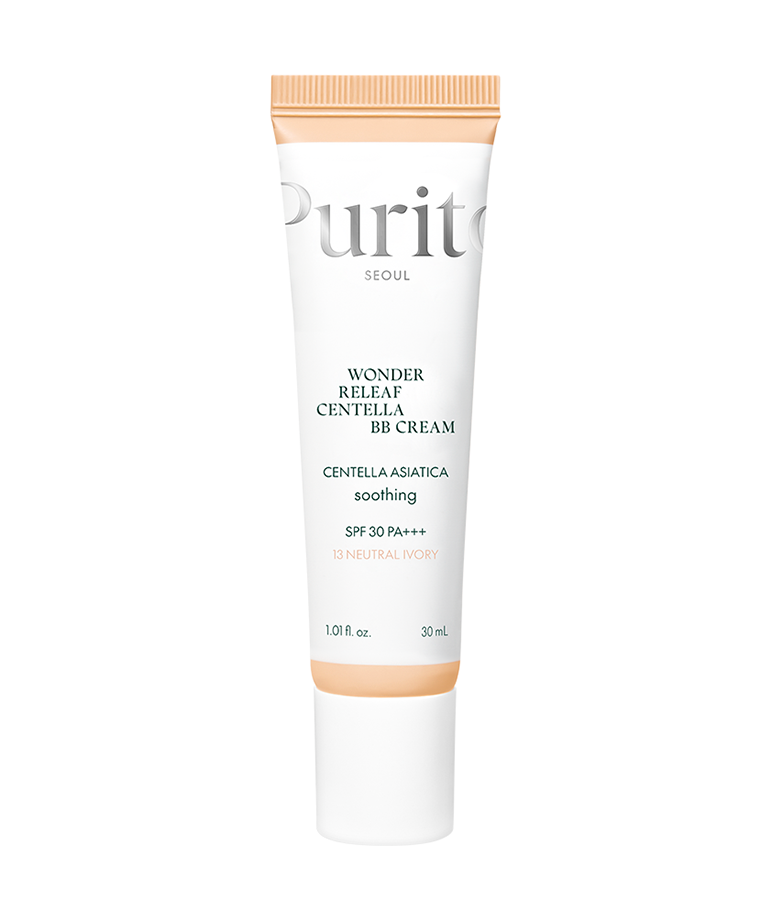 Purito
SEOUL
WONDER
RELEAF
CENTELLA
BB CREAM
CENTELLA ASIATICA
soothing
SPF 30 PA+++
13 NEUTRAL IVORY
1.01 fl. oz. 30 mL